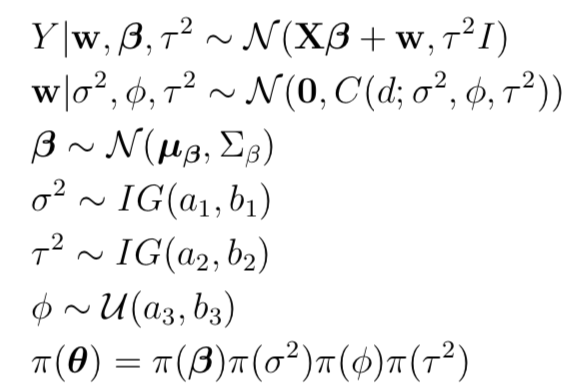 Y|𝐰, 𝜷, τ² ∼ 𝒩(𝐗𝜷 + 𝐰, τ²I)
𝐰|σ², ϕ, τ² ∼ 𝒩(𝟎, C(d; σ², ϕ, τ²))
𝜷 ∼ 𝒩(𝝁_𝜷, Σ_β)
σ² ∼ IG(a₁, b₁)
τ² ∼ IG(a₂, b₂)
ϕ ∼ 𝒰(a₃, b₃)
π(𝜽) = π(𝜷)π(σ²)π(ϕ)π(τ²)